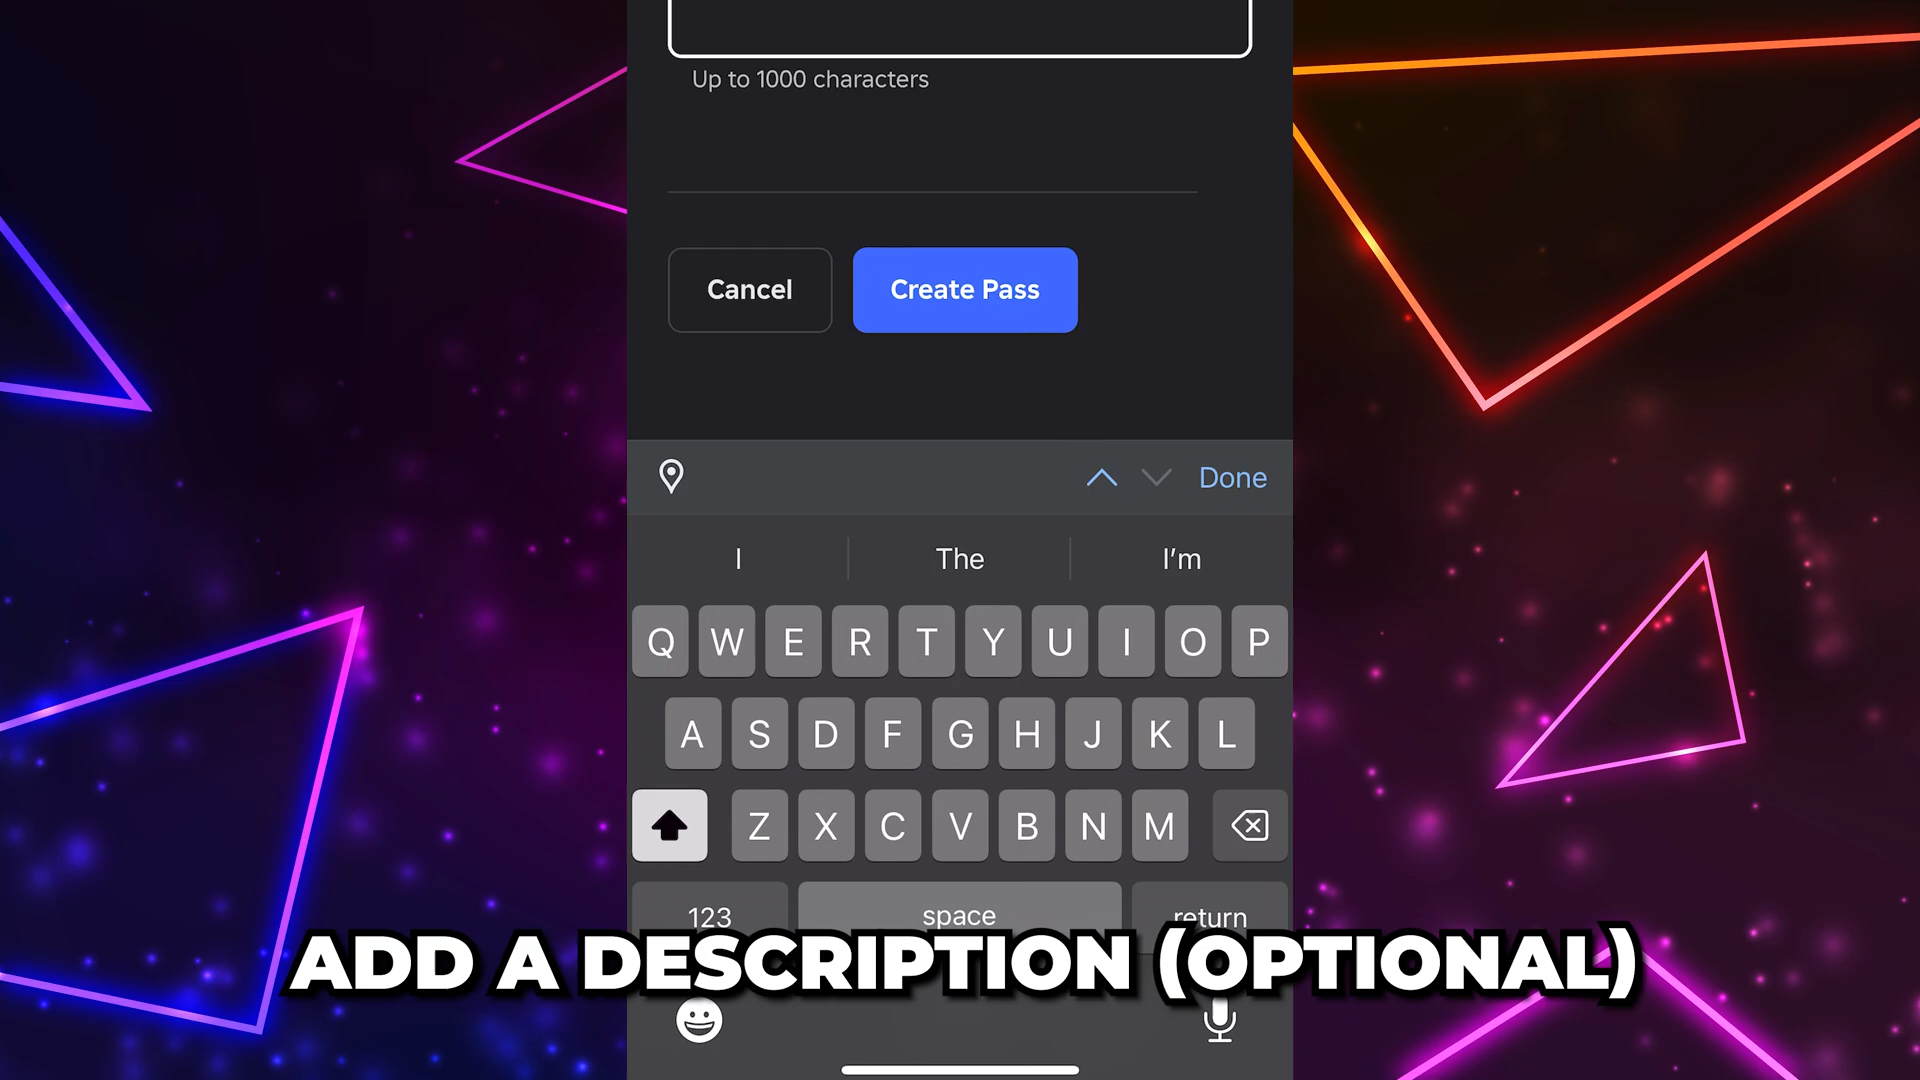 Up to 1000 characters
Cancel
Create Pass
Done
I
The
I'm
Q W E R T Y U I O P
A S D F G H J K L
Z X C V B N M
123
space
return
ADD A DESCRIPTION (OPTIONAL)